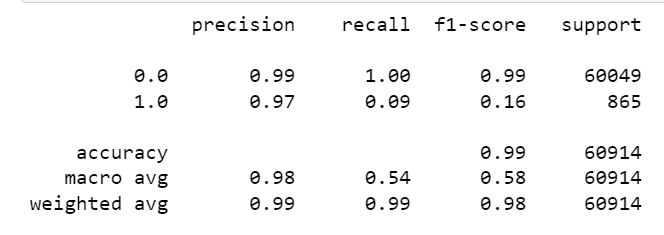 precision recall f1-score support
0.0 0.99 1.00 0.99 60049
1.0 0.97 0.09 0.16 865
accuracy 0.99 60914
macro avg 0.98 0.54 0.58 60914
weighted avg 0.99 0.99 0.98 60914